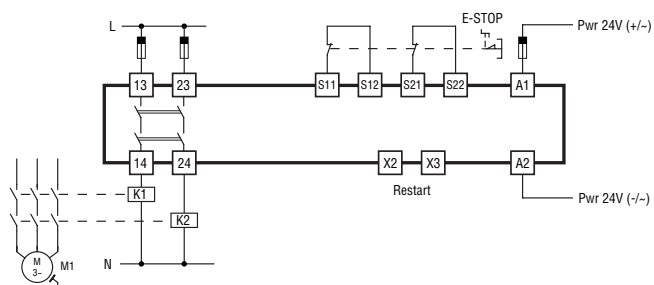 E-STOP
L
Pwr 24V (+/~)
13 23 S11 S12 S21 S22 A1
14 24 X2 X3 A2
Restart
K1
Pwr 24V (-/~)
K2
M
3~
M1
N